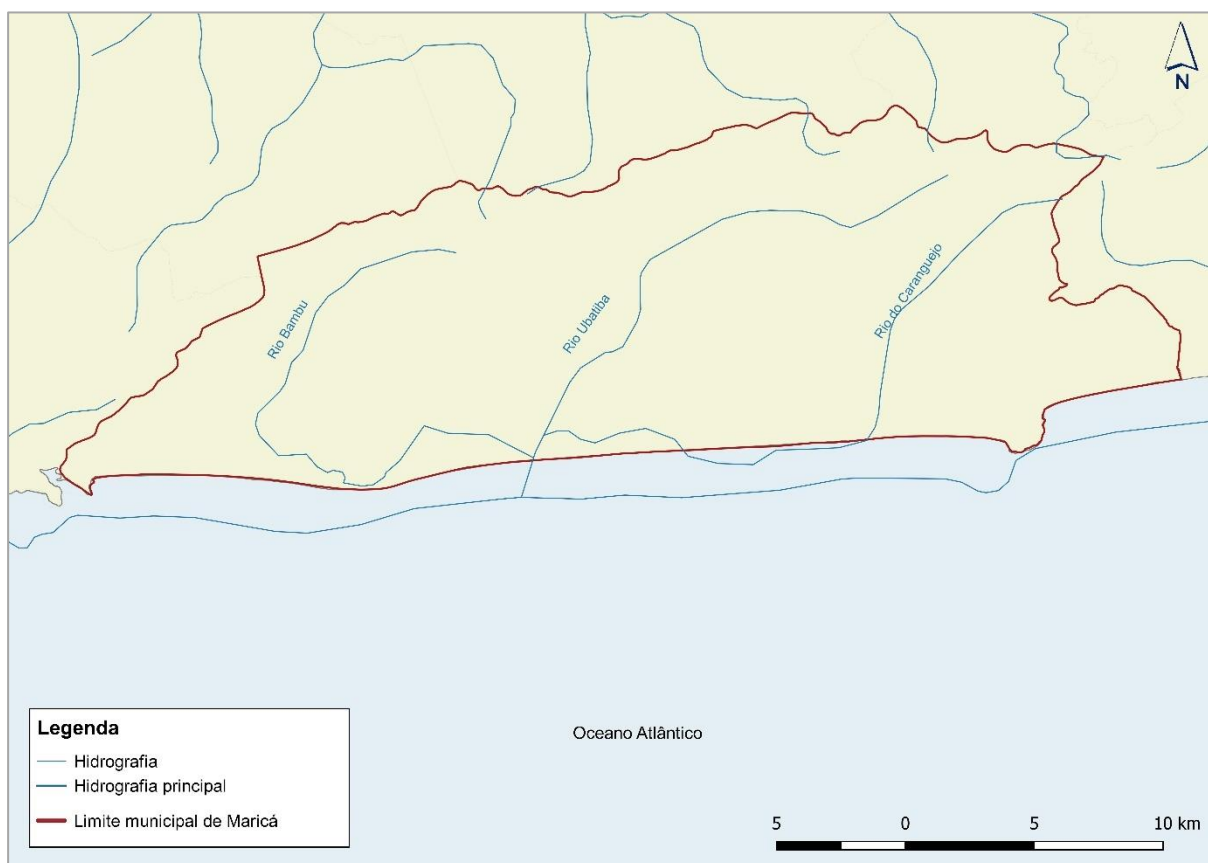 N
Rio Bambu
Rio Ubatiba
Rio do Caranguejo
Oceano Atlântico
Legenda
Hidrografia
Hidrografia principal
Limite municipal de Maricá
5 0 5 10 km